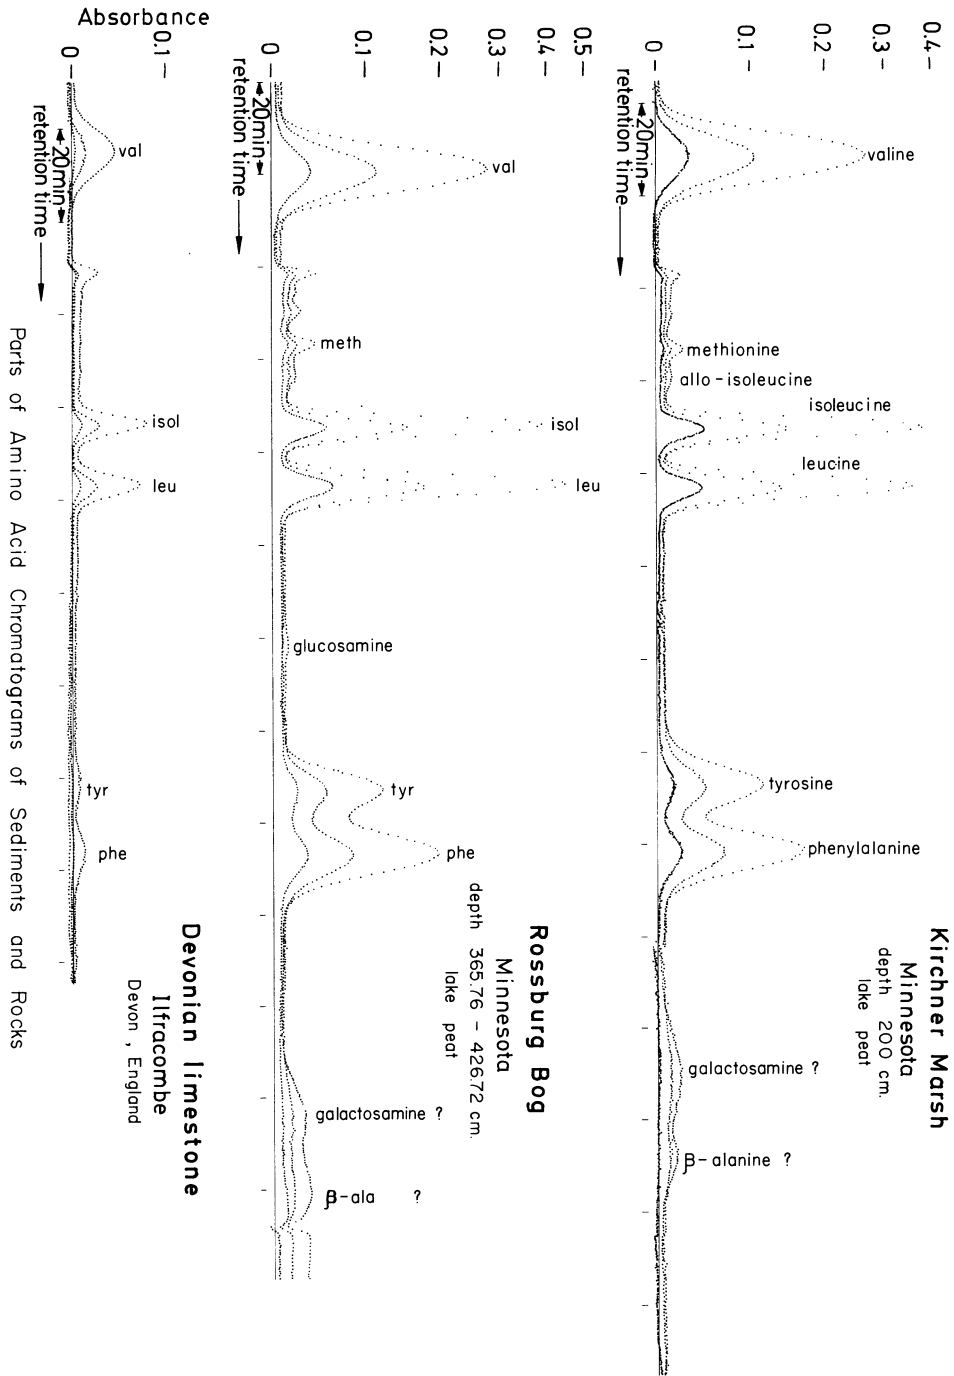 Absorbance
0 0.1
val
20min
retention time
isol
leu
tyr
phe
Devonian limestone
Ilfracombe
Devon, England
0 0.1 0.2 0.3 0.4 0.5
val
20min
retention time
meth
isol
leu
glucosamine
tyr
phe
galactosamine ?
β-ala ?
Rossburg Bog
Minnesota
depth 365.76 - 426.72 cm.
lake peat
0 0.1 0.2 0.3 0.4
valine
20min
retention time
methionine
allo-isoleucine
isoleucine
leucine
tyrosine
phenylalanine
galactosamine ?
β-alanine ?
Kirchner Marsh
Minnesota
depth 200 cm.
lake peat
Parts of Amino Acid Chromatograms of Sediments and Rocks